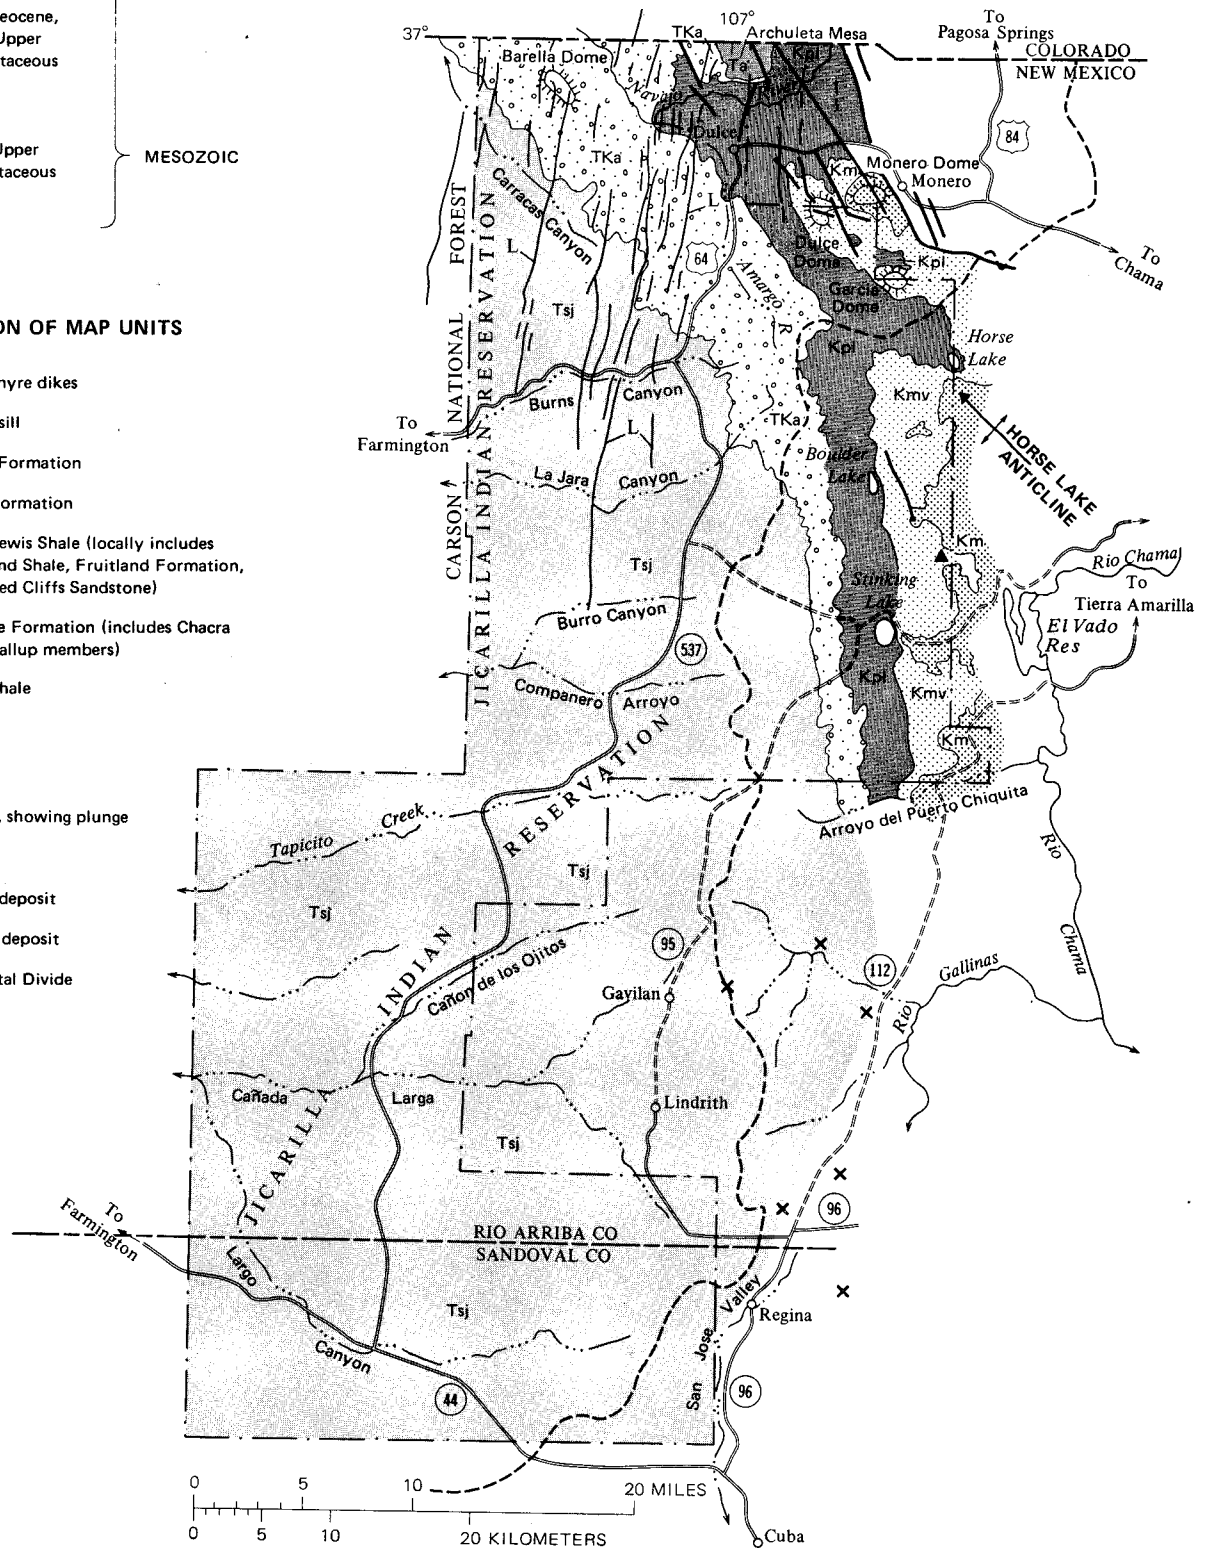 eocene,
Upper
taceous
Upper
taceous
MESOZOIC
ON OF MAP UNITS
hyre dikes
sill
Formation
ormation
ewis Shale (locally includes
nd Shale, Fruitland Formation,
ed Cliffs Sandstone)
e Formation (includes Chacra
allup members)
hale
, showing plunge
deposit
deposit
tal Divide
37°
107°
TKa
Archuleta Mesa
To
Pagosa Springs
COLORADO
NEW MEXICO
Barella Dome
Ta
Kpl
Navajo
River
Dulce
84
TKa
Km
Monero Dome
Monero
Carracas Canyon
L
L
64
Amargo R
Dulce
Dome
Kpl
Garcia
Dome
To
Chama
Tsj
Kpl
Horse
Lake
CARSON NATIONAL FOREST
JICARILLA INDIAN RESERVATION
Burns Canyon
To
Farmington
Kmv
TKa
HORSE LAKE
ANTICLINE
L
Boulder
Lake
La Jara Canyon
Km
Tsj
Rio Chama
Stinking
Lake
To
Tierra Amarilla
El Vado
Res
Burro Canyon
537
Kpl
Companero Arroyo
Kmv
Km
JICARILLA INDIAN RESERVATION
Arroyo del Puerto Chiquita
Tapicito Creek
Rio Chama
Tsj
Tsj
95
112
Cañon de los Ojitos
Gallinas
Rio
Gavilan
Cañada Larga
Lindrith
Tsj
To
Farmington
96
RIO ARRIBA CO
SANDOVAL CO
Largo
Canyon
Tsj
San Jose Valley
Regina
44
96
0 5 10 20 MILES
0 5 10 20 KILOMETERS
Cuba